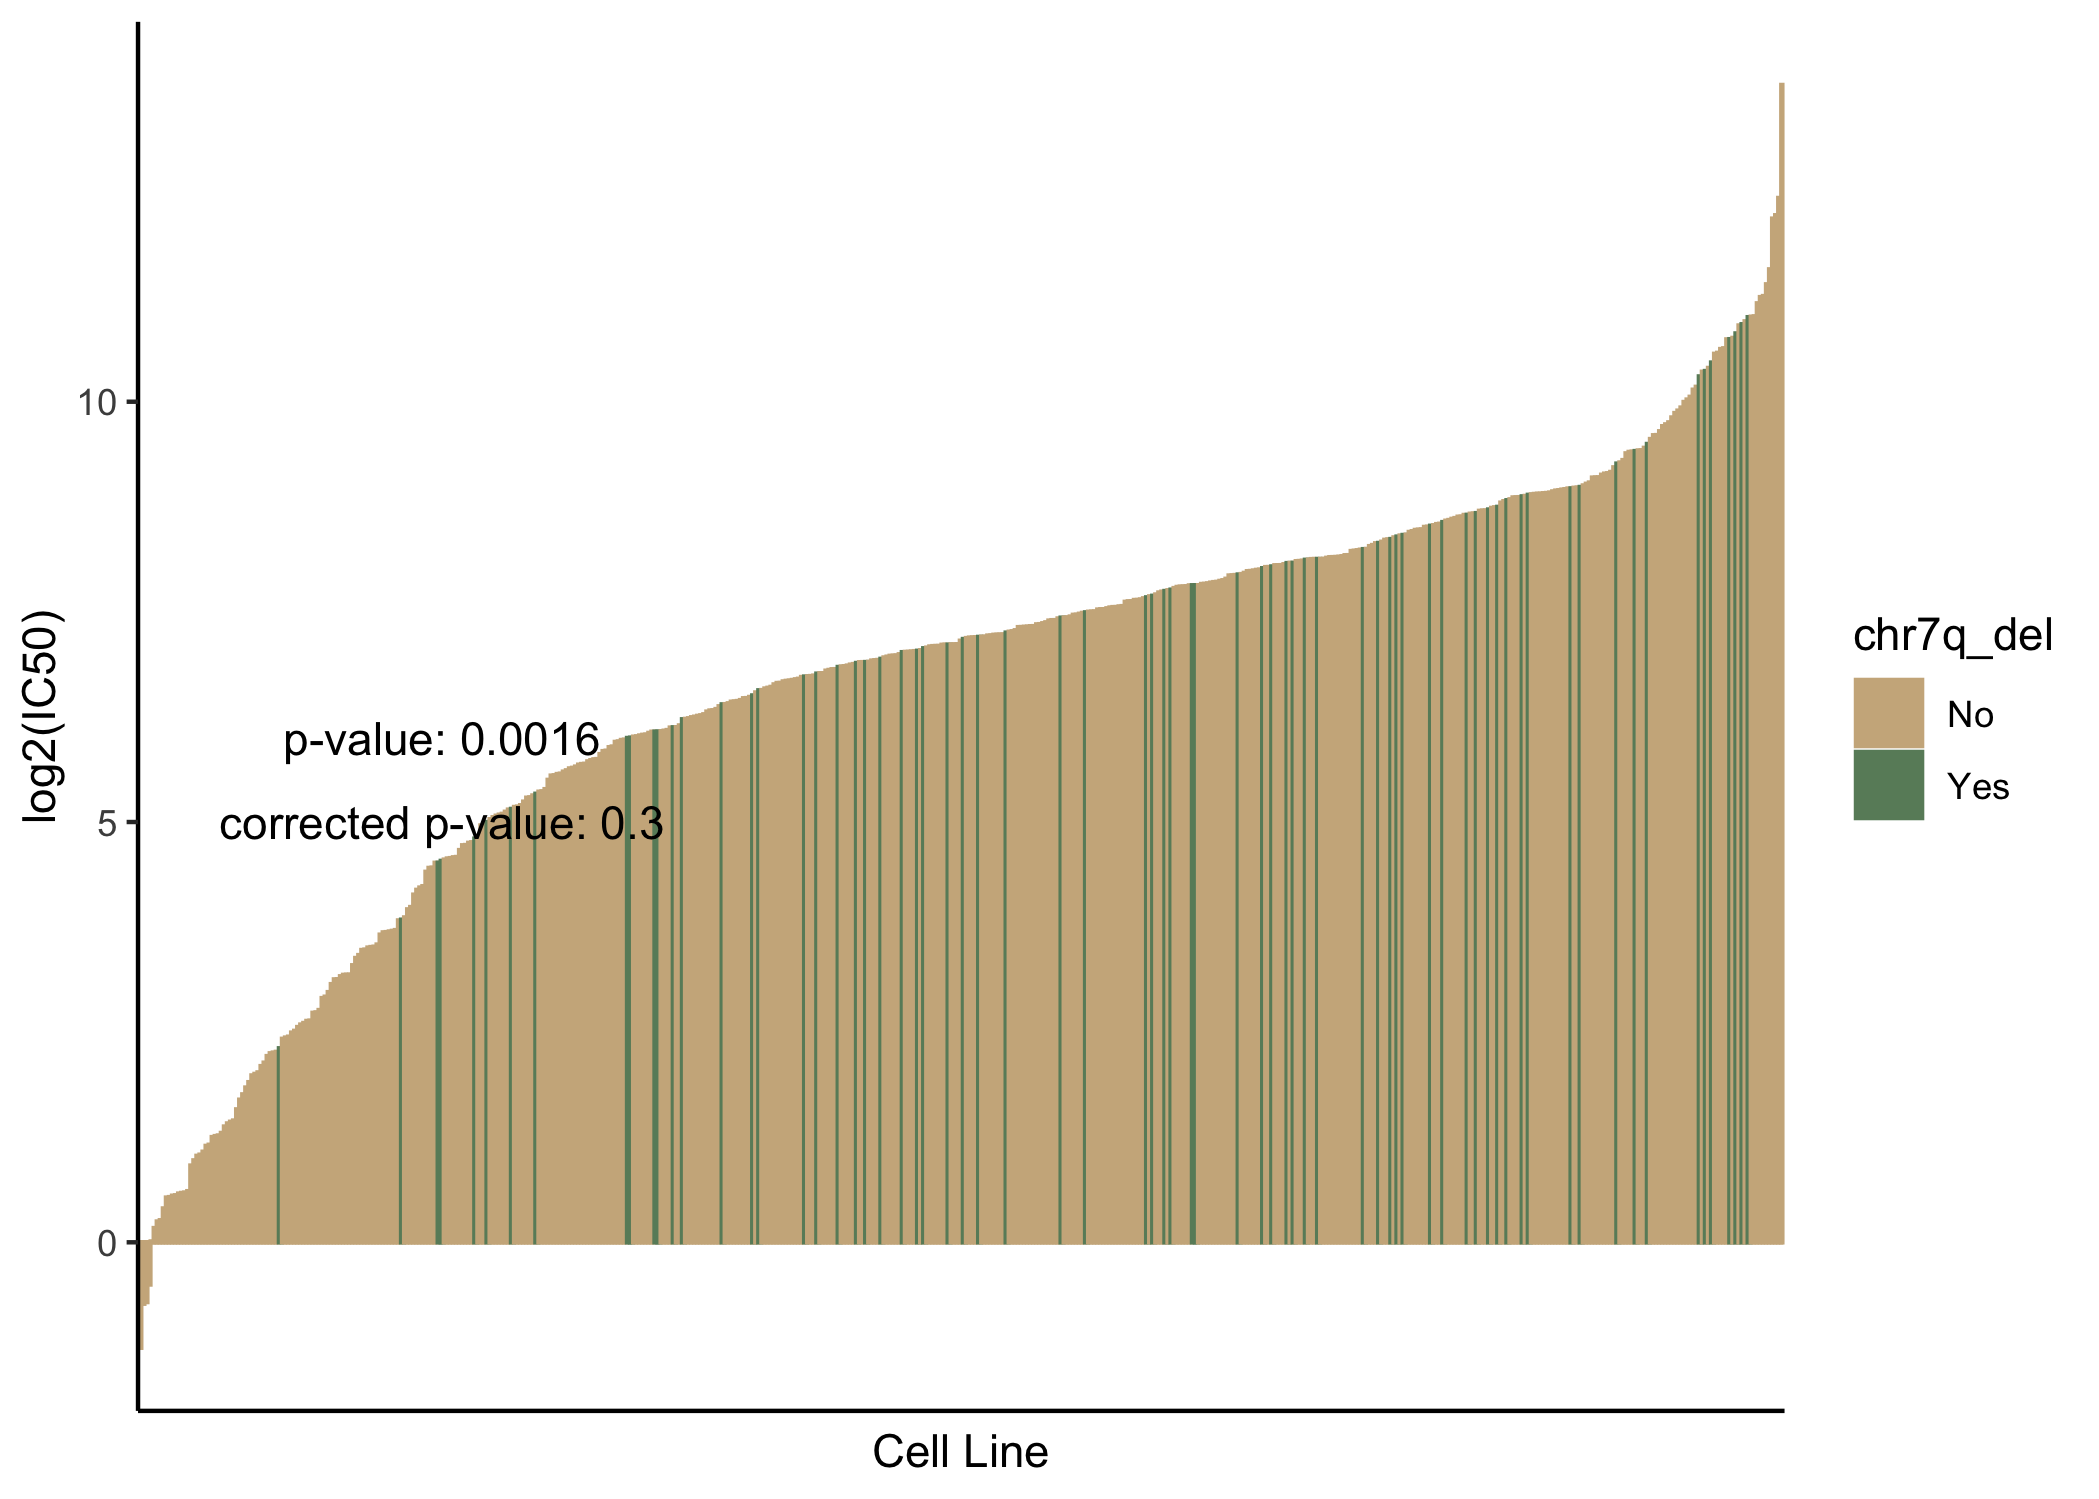 10
5
0
log2(IC50)
p-value: 0.0016
corrected p-value: 0.3
Cell Line
chr7q_del
No
Yes